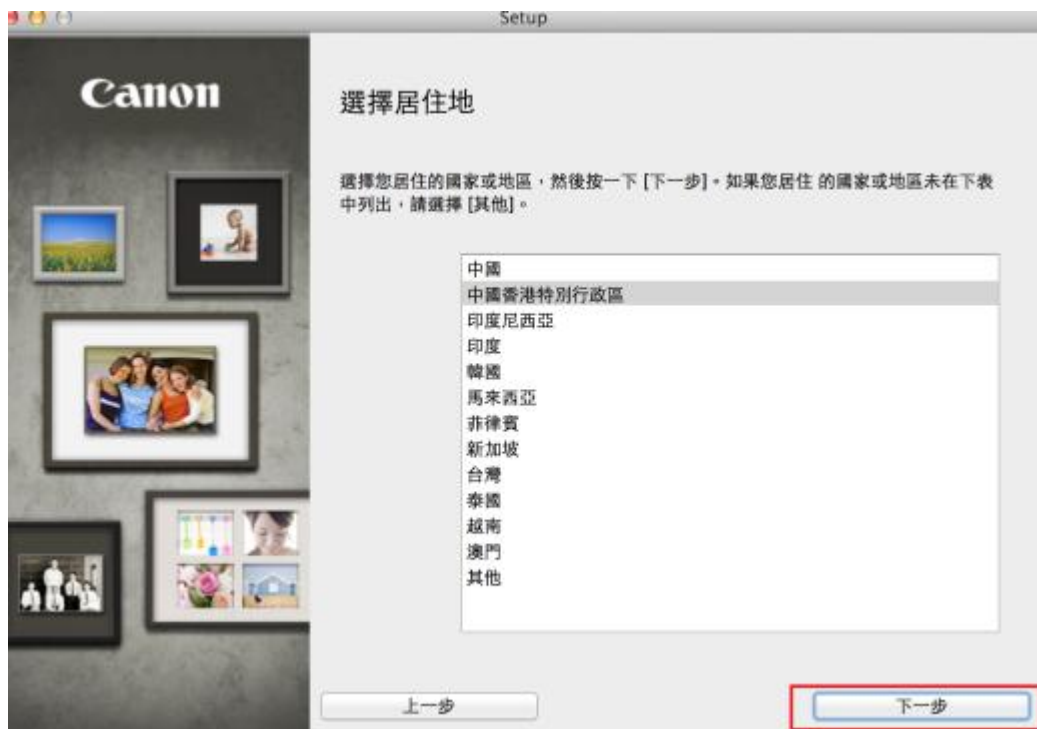 Setup
Canon
選擇居住地
選擇您居住的國家或地區，然後按一下 [下一步]。如果您居住 的國家或地區未在下表
中列出，請選擇 [其他]。
中國
中國香港特別行政區
印度尼西亞
印度
韓國
馬來西亞
菲律賓
新加坡
台灣
泰國
越南
澳門
其他
上一步
下一步